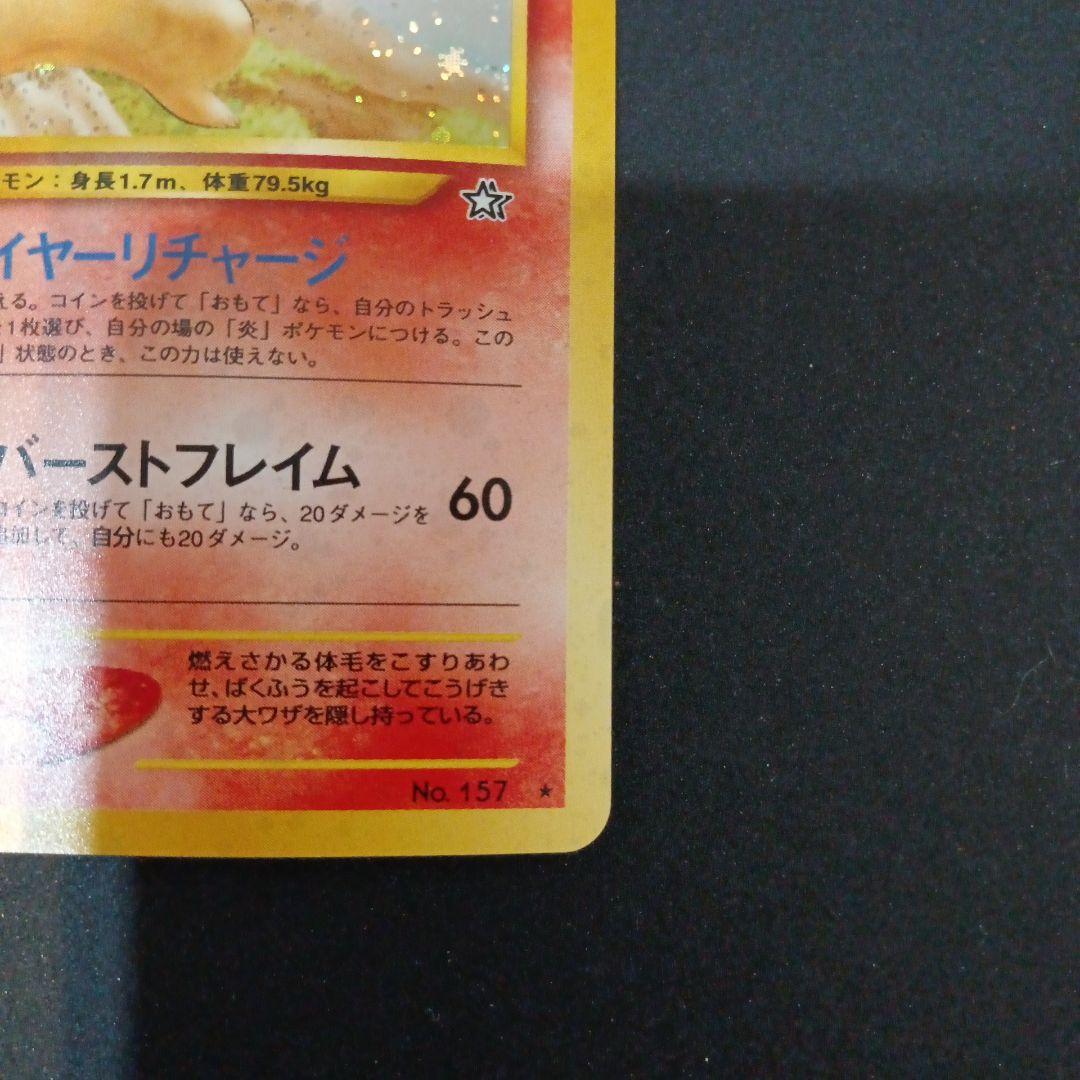 モン：身長1.7m、体重79.5kg
イヤーリチャージ
える。コインを投げて「おもて」なら、自分のトラッシュ
1枚選び、自分の場の「炎」ポケモンにつける。この
」状態のとき、この力は使えない。
バーストフレイム
60
コインを投げて「おもて」なら、20ダメージを
追加して、自分にも20ダメージ。
燃えさかる体毛をこすりあわ
せ、ばくふうを起こしてこうげき
する大ワザを隠し持っている。
No. 157 ★